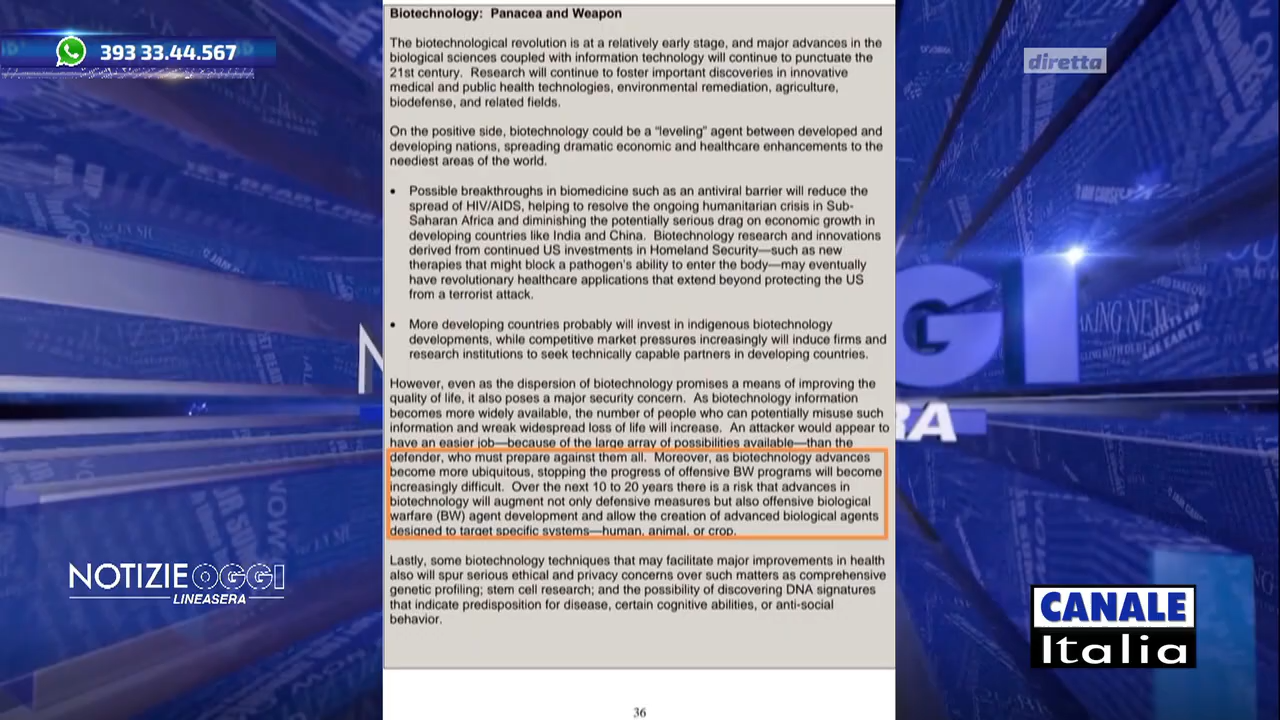 393 33.44.567
diretta
Biotechnology: Panacea and Weapon
The biotechnological revolution is at a relatively early stage, and major advances in the
biological sciences coupled with information technology will continue to punctuate the
21st century. Research will continue to foster important discoveries in innovative
medical and public health technologies, environmental remediation, agriculture,
biodefense, and related fields.
On the positive side, biotechnology could be a “leveling” agent between developed and
developing nations, spreading dramatic economic and healthcare enhancements to the
neediest areas of the world.
• Possible breakthroughs in biomedicine such as an antiviral barrier will reduce the
spread of HIV/AIDS, helping to resolve the ongoing humanitarian crisis in Sub-
Saharan Africa and diminishing the potentially serious drag on economic growth in
developing countries like India and China. Biotechnology research and innovations
derived from continued US investments in Homeland Security—such as new
therapies that might block a pathogen’s ability to enter the body—may eventually
have revolutionary healthcare applications that extend beyond protecting the US
from a terrorist attack.
• More developing countries probably will invest in indigenous biotechnology
developments, while competitive market pressures increasingly will induce firms and
research institutions to seek technically capable partners in developing countries.
However, even as the dispersion of biotechnology promises a means of improving the
quality of life, it also poses a major security concern. As biotechnology information
becomes more widely available, the number of people who can potentially misuse such
information and wreak widespread loss of life will increase. An attacker would appear to
have an easier job—because of the large array of possibilities available—than the
defender, who must prepare against them all. Moreover, as biotechnology advances
become more ubiquitous, stopping the progress of offensive BW programs will become
increasingly difficult. Over the next 10 to 20 years there is a risk that advances in
biotechnology will augment not only defensive measures but also offensive biological
warfare (BW) agent development and allow the creation of advanced biological agents
designed to target specific systems—human, animal, or crop.
Lastly, some biotechnology techniques that may facilitate major improvements in health
also will spur serious ethical and privacy concerns over such matters as comprehensive
genetic profiling; stem cell research; and the possibility of discovering DNA signatures
that indicate predisposition for disease, certain cognitive abilities, or anti-social
behavior.
36
NOTIZIE OGGI
LINEASERA
CANALE
Italia